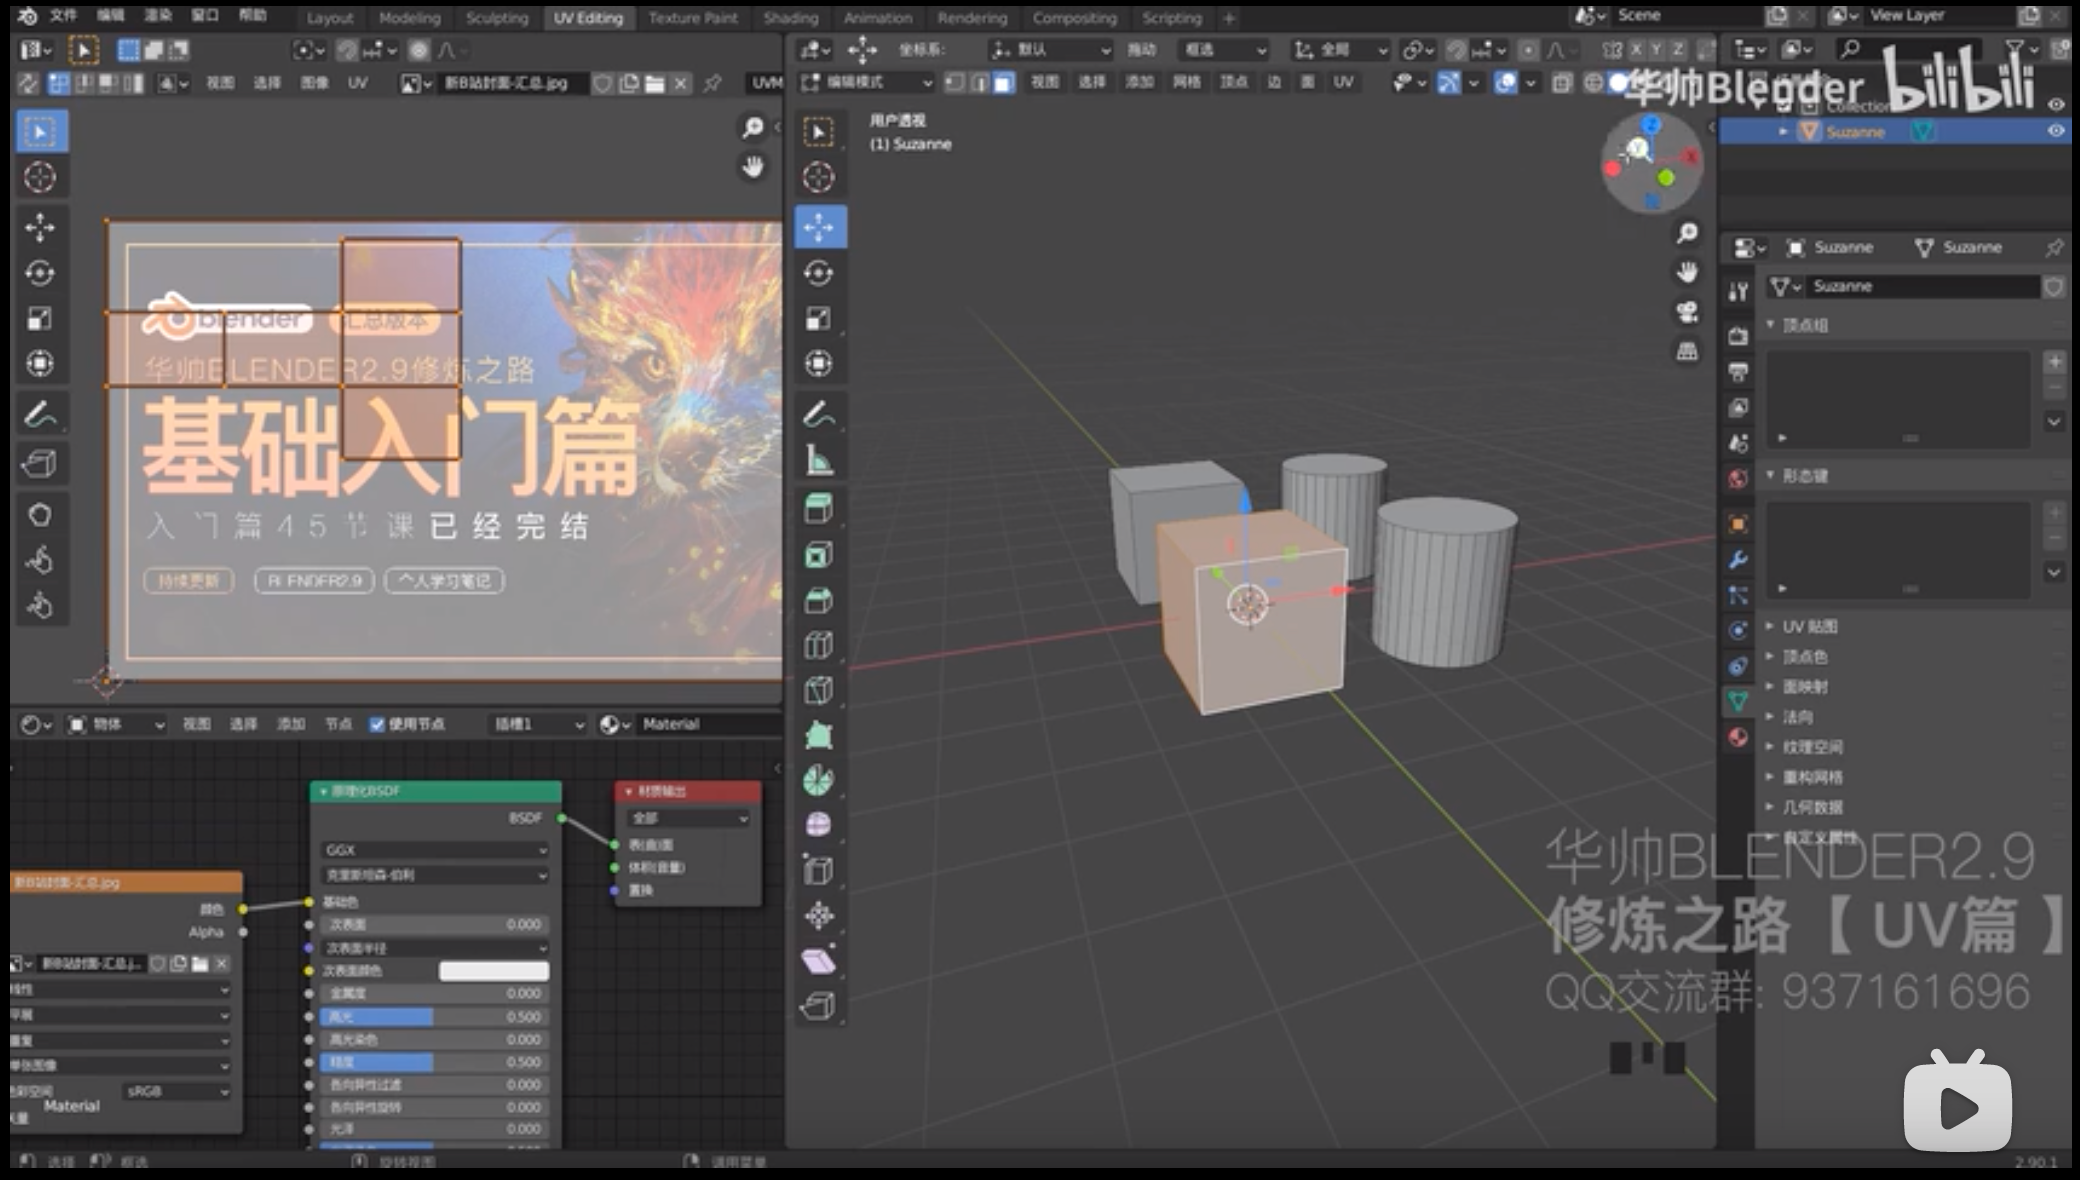 文件 编辑 渲染 窗口 帮助 Layout Modeling Sculpting UV Editing Texture Paint Shading Animation Rendering Compositing Scripting + Scene View Layer
坐标系: 默认 拖动 框选 全局 X Y Z
视图 选择 图像 UV 新B站封面-汇总.jpg UVM 编辑模式 视图 选择 添加 网格 顶点 边 面 UV
华帅Blender bilibili
Collection
用户透视
(1) Suzanne
Suzanne
Z
Y
X
Suzanne Suzanne
Suzanne
顶点组
形态键
UV 贴图
顶点色
面映射
法向
纹理空间
重构网格
几何数据
自定义属性
blender 汇总版本
华帅BLENDER2.9修炼之路
基础入门篇
入门篇45节课已经完结
持续更新 BLENDER2.9 个人学习笔记
物体 视图 选择 添加 节点 使用节点 插槽1 Material
新B站封面-汇总.jpg
颜色
Alpha
新B站封面-汇总.j...
sRGB
Material
原理化BSDF
BSDF
GGX
克里斯坦森-伯利
基础色
次表面 0.000
次表面半径
次表面颜色
金属度 0.000
高光 0.500
高光染色 0.000
糙度 0.500
各向异性过滤 0.000
各向异性旋转 0.000
光泽 0.000
材质输出
全部
表(曲)面
体积(音量)
置换
华帅BLENDER2.9
修炼之路【 UV篇 】
QQ交流群: 937161696
选择 框选 旋转视图 调用菜单 2.90.1